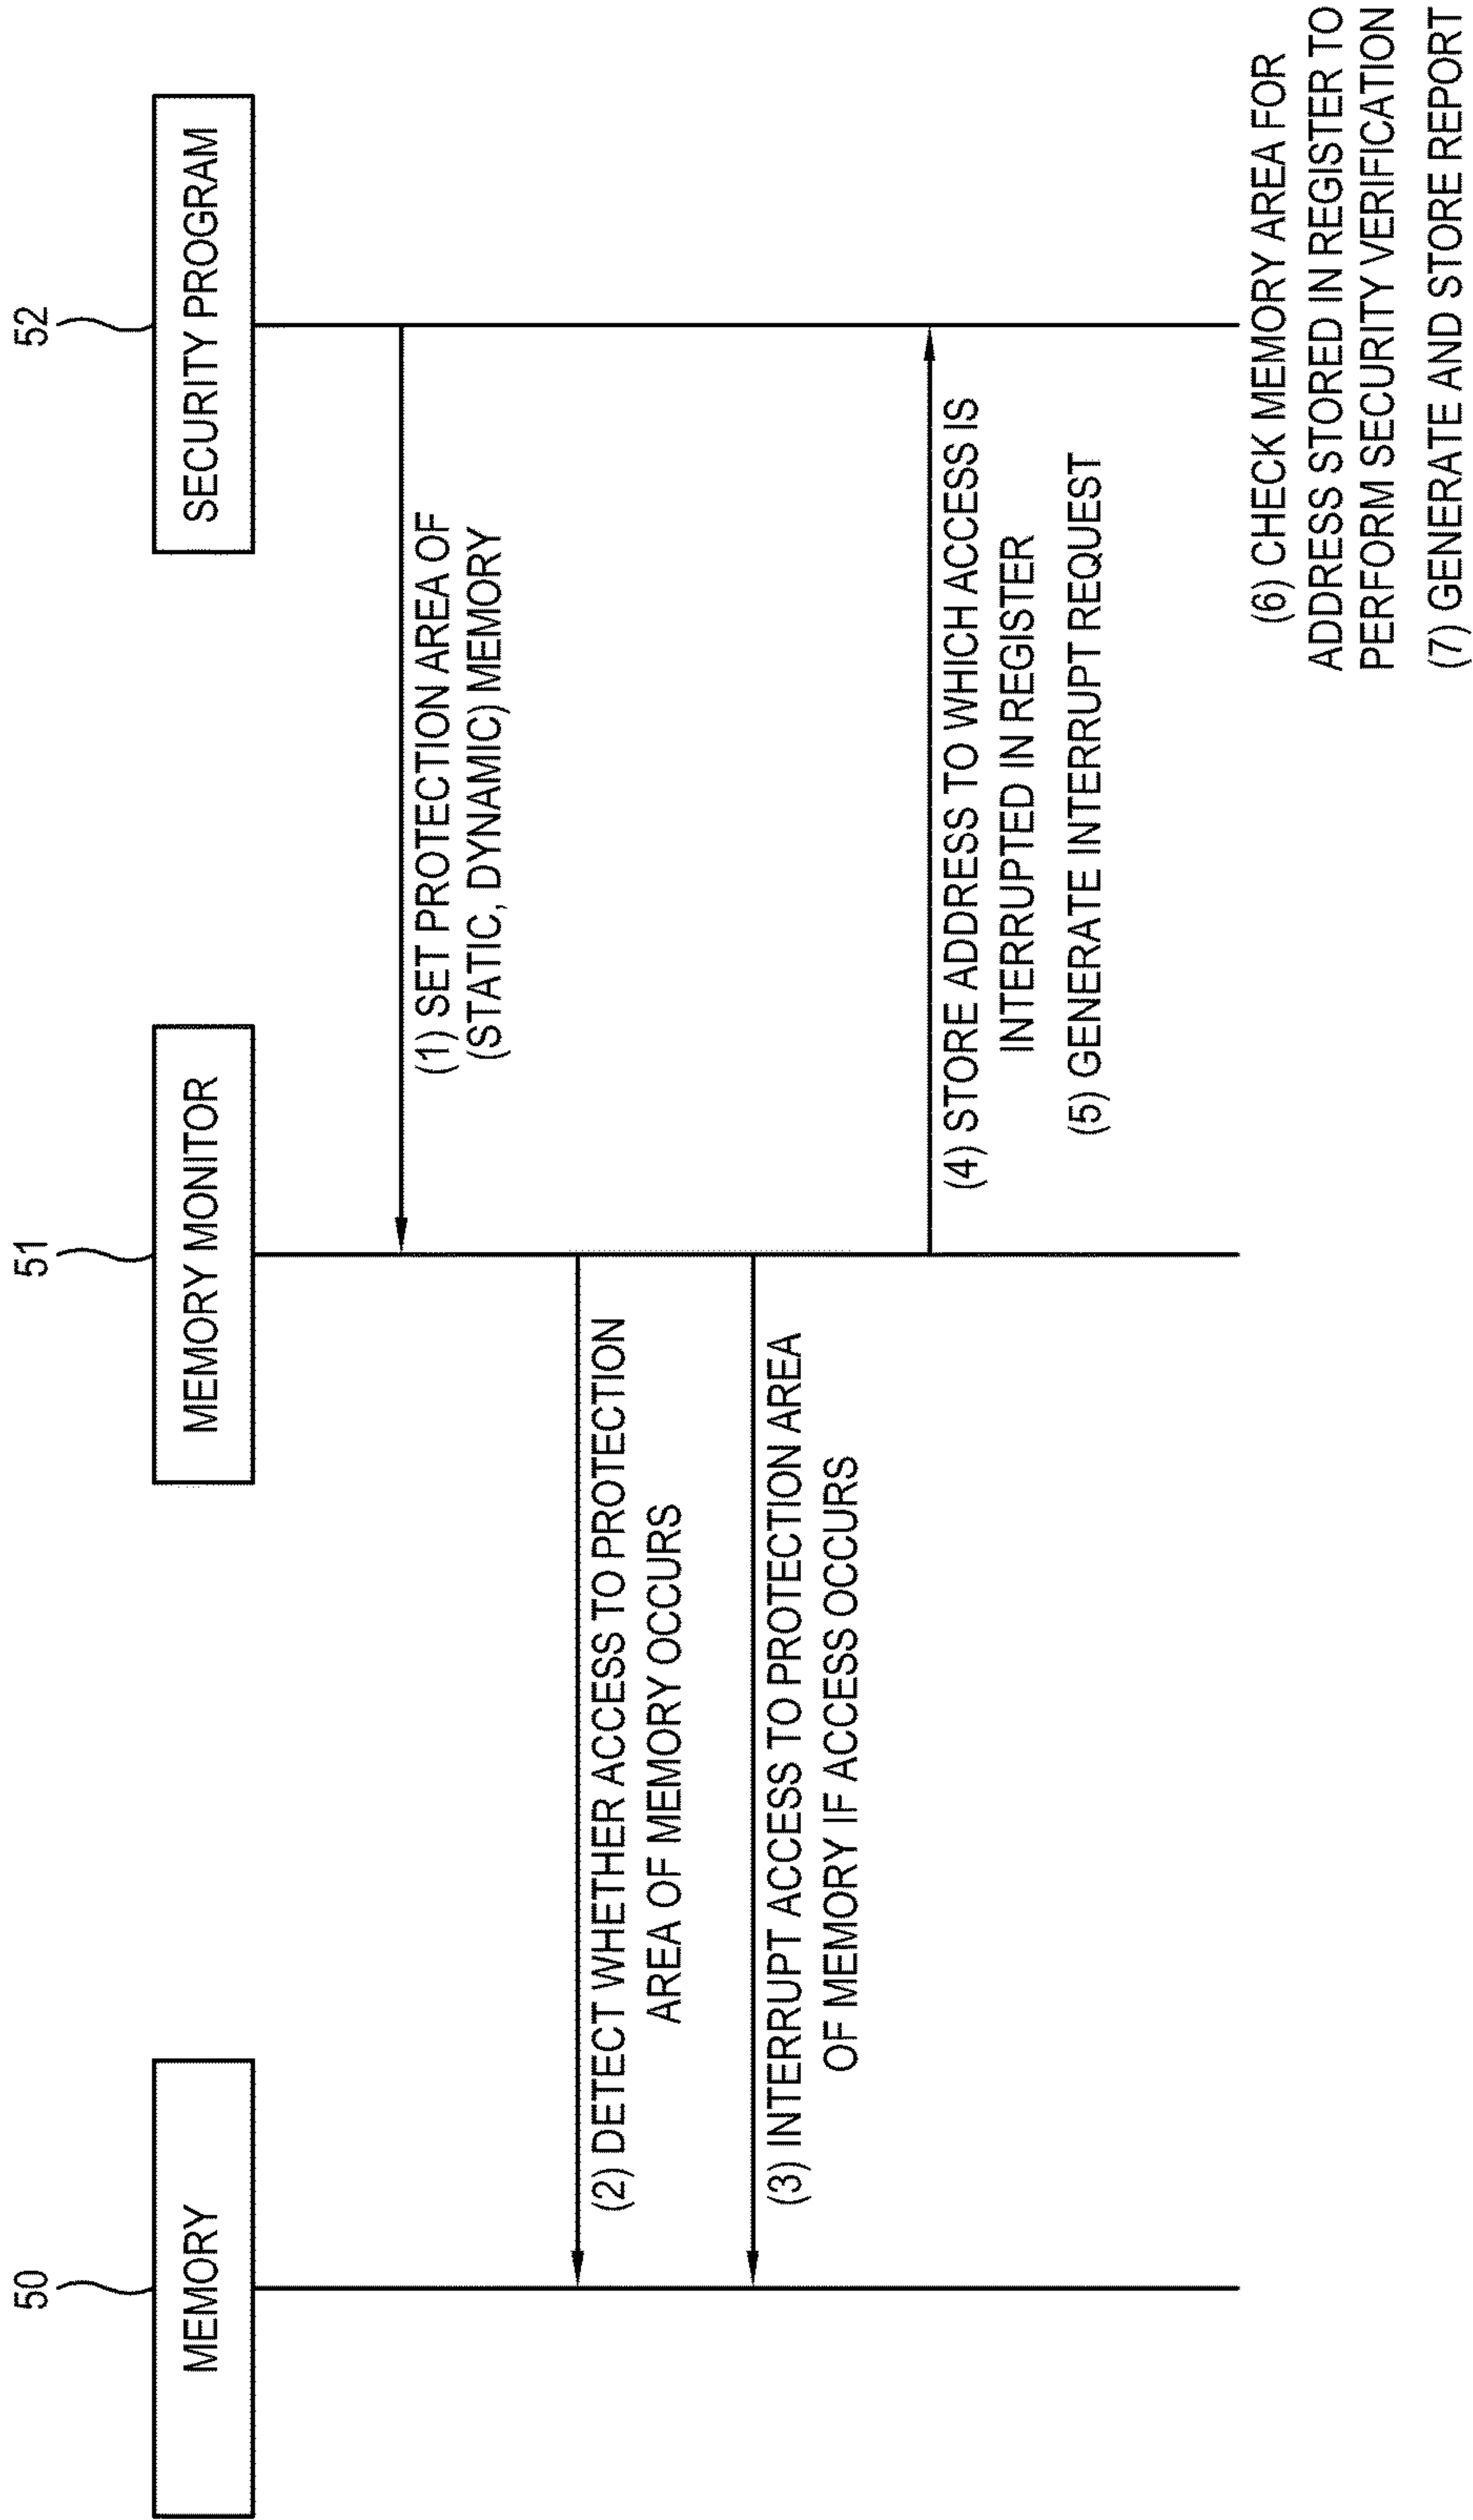 50
51
52
MEMORY
MEMORY MONITOR
SECURITY PROGRAM
(1) SET PROTECTION AREA OF
(STATIC, DYNAMIC) MEMORY
(2) DETECT WHETHER ACCESS TO PROTECTION
AREA OF MEMORY OCCURS
(3) INTERRUPT ACCESS TO PROTECTION AREA
OF MEMORY IF ACCESS OCCURS
(4) STORE ADDRESS TO WHICH ACCESS IS
INTERRUPTED IN REGISTER
(5) GENERATE INTERRUPT REQUEST
(6) CHECK MEMORY AREA FOR
ADDRESS STORED IN REGISTER TO
PERFORM SECURITY VERIFICATION
(7) GENERATE AND STORE REPORT